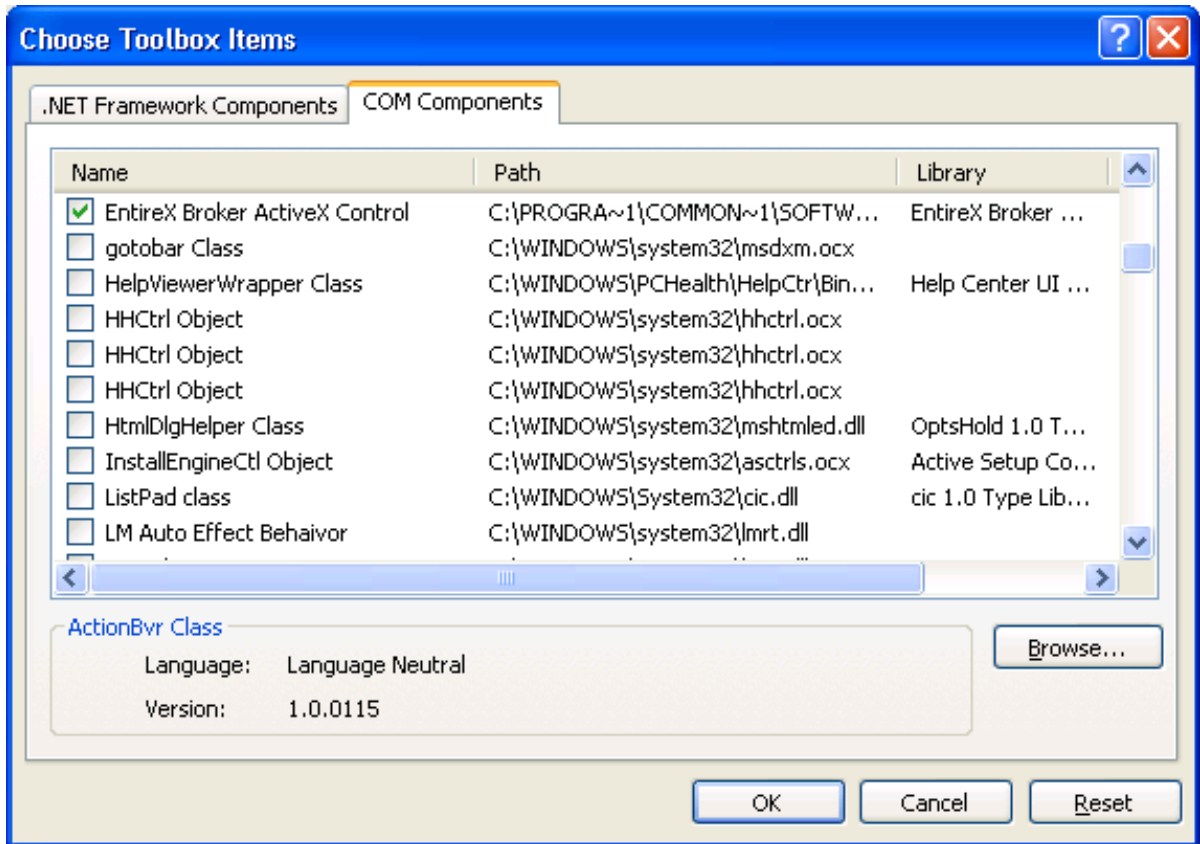 Choose Toolbox Items
.NET Framework Components COM Components
Name Path Library
EntireX Broker ActiveX Control C:\PROGRA~1\COMMON~1\SOFTW... EntireX Broker ...
gotobar Class C:\WINDOWS\system32\msdxm.ocx
HelpViewerWrapper Class C:\WINDOWS\PCHealth\HelpCtr\Bin... Help Center UI ...
HHCtrl Object C:\WINDOWS\system32\hhctrl.ocx
HHCtrl Object C:\WINDOWS\system32\hhctrl.ocx
HHCtrl Object C:\WINDOWS\system32\hhctrl.ocx
HtmlDlgHelper Class C:\WINDOWS\system32\mshtmled.dll OptsHold 1.0 T...
InstallEngineCtl Object C:\WINDOWS\system32\asctrls.ocx Active Setup Co...
ListPad class C:\WINDOWS\System32\cic.dll cic 1.0 Type Lib...
LM Auto Effect Behaivor C:\WINDOWS\system32\lmrt.dll
ActionBvr Class
Language: Language Neutral
Version: 1.0.0115
Browse...
OK Cancel Reset